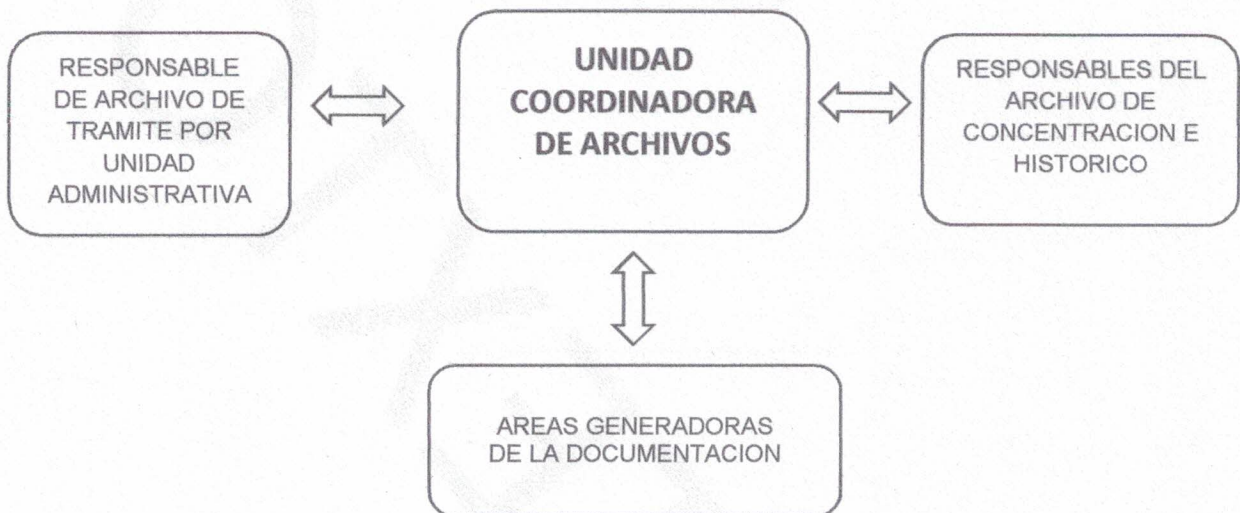 RESPONSABLE
DE ARCHIVO DE
TRAMITE POR
UNIDAD
ADMINISTRATIVA
UNIDAD
COORDINADORA
DE ARCHIVOS
RESPONSABLES DEL
ARCHIVO DE
CONCENTRACION E
HISTÓRICO
AREAS GENERADORAS
DE LA DOCUMENTACION